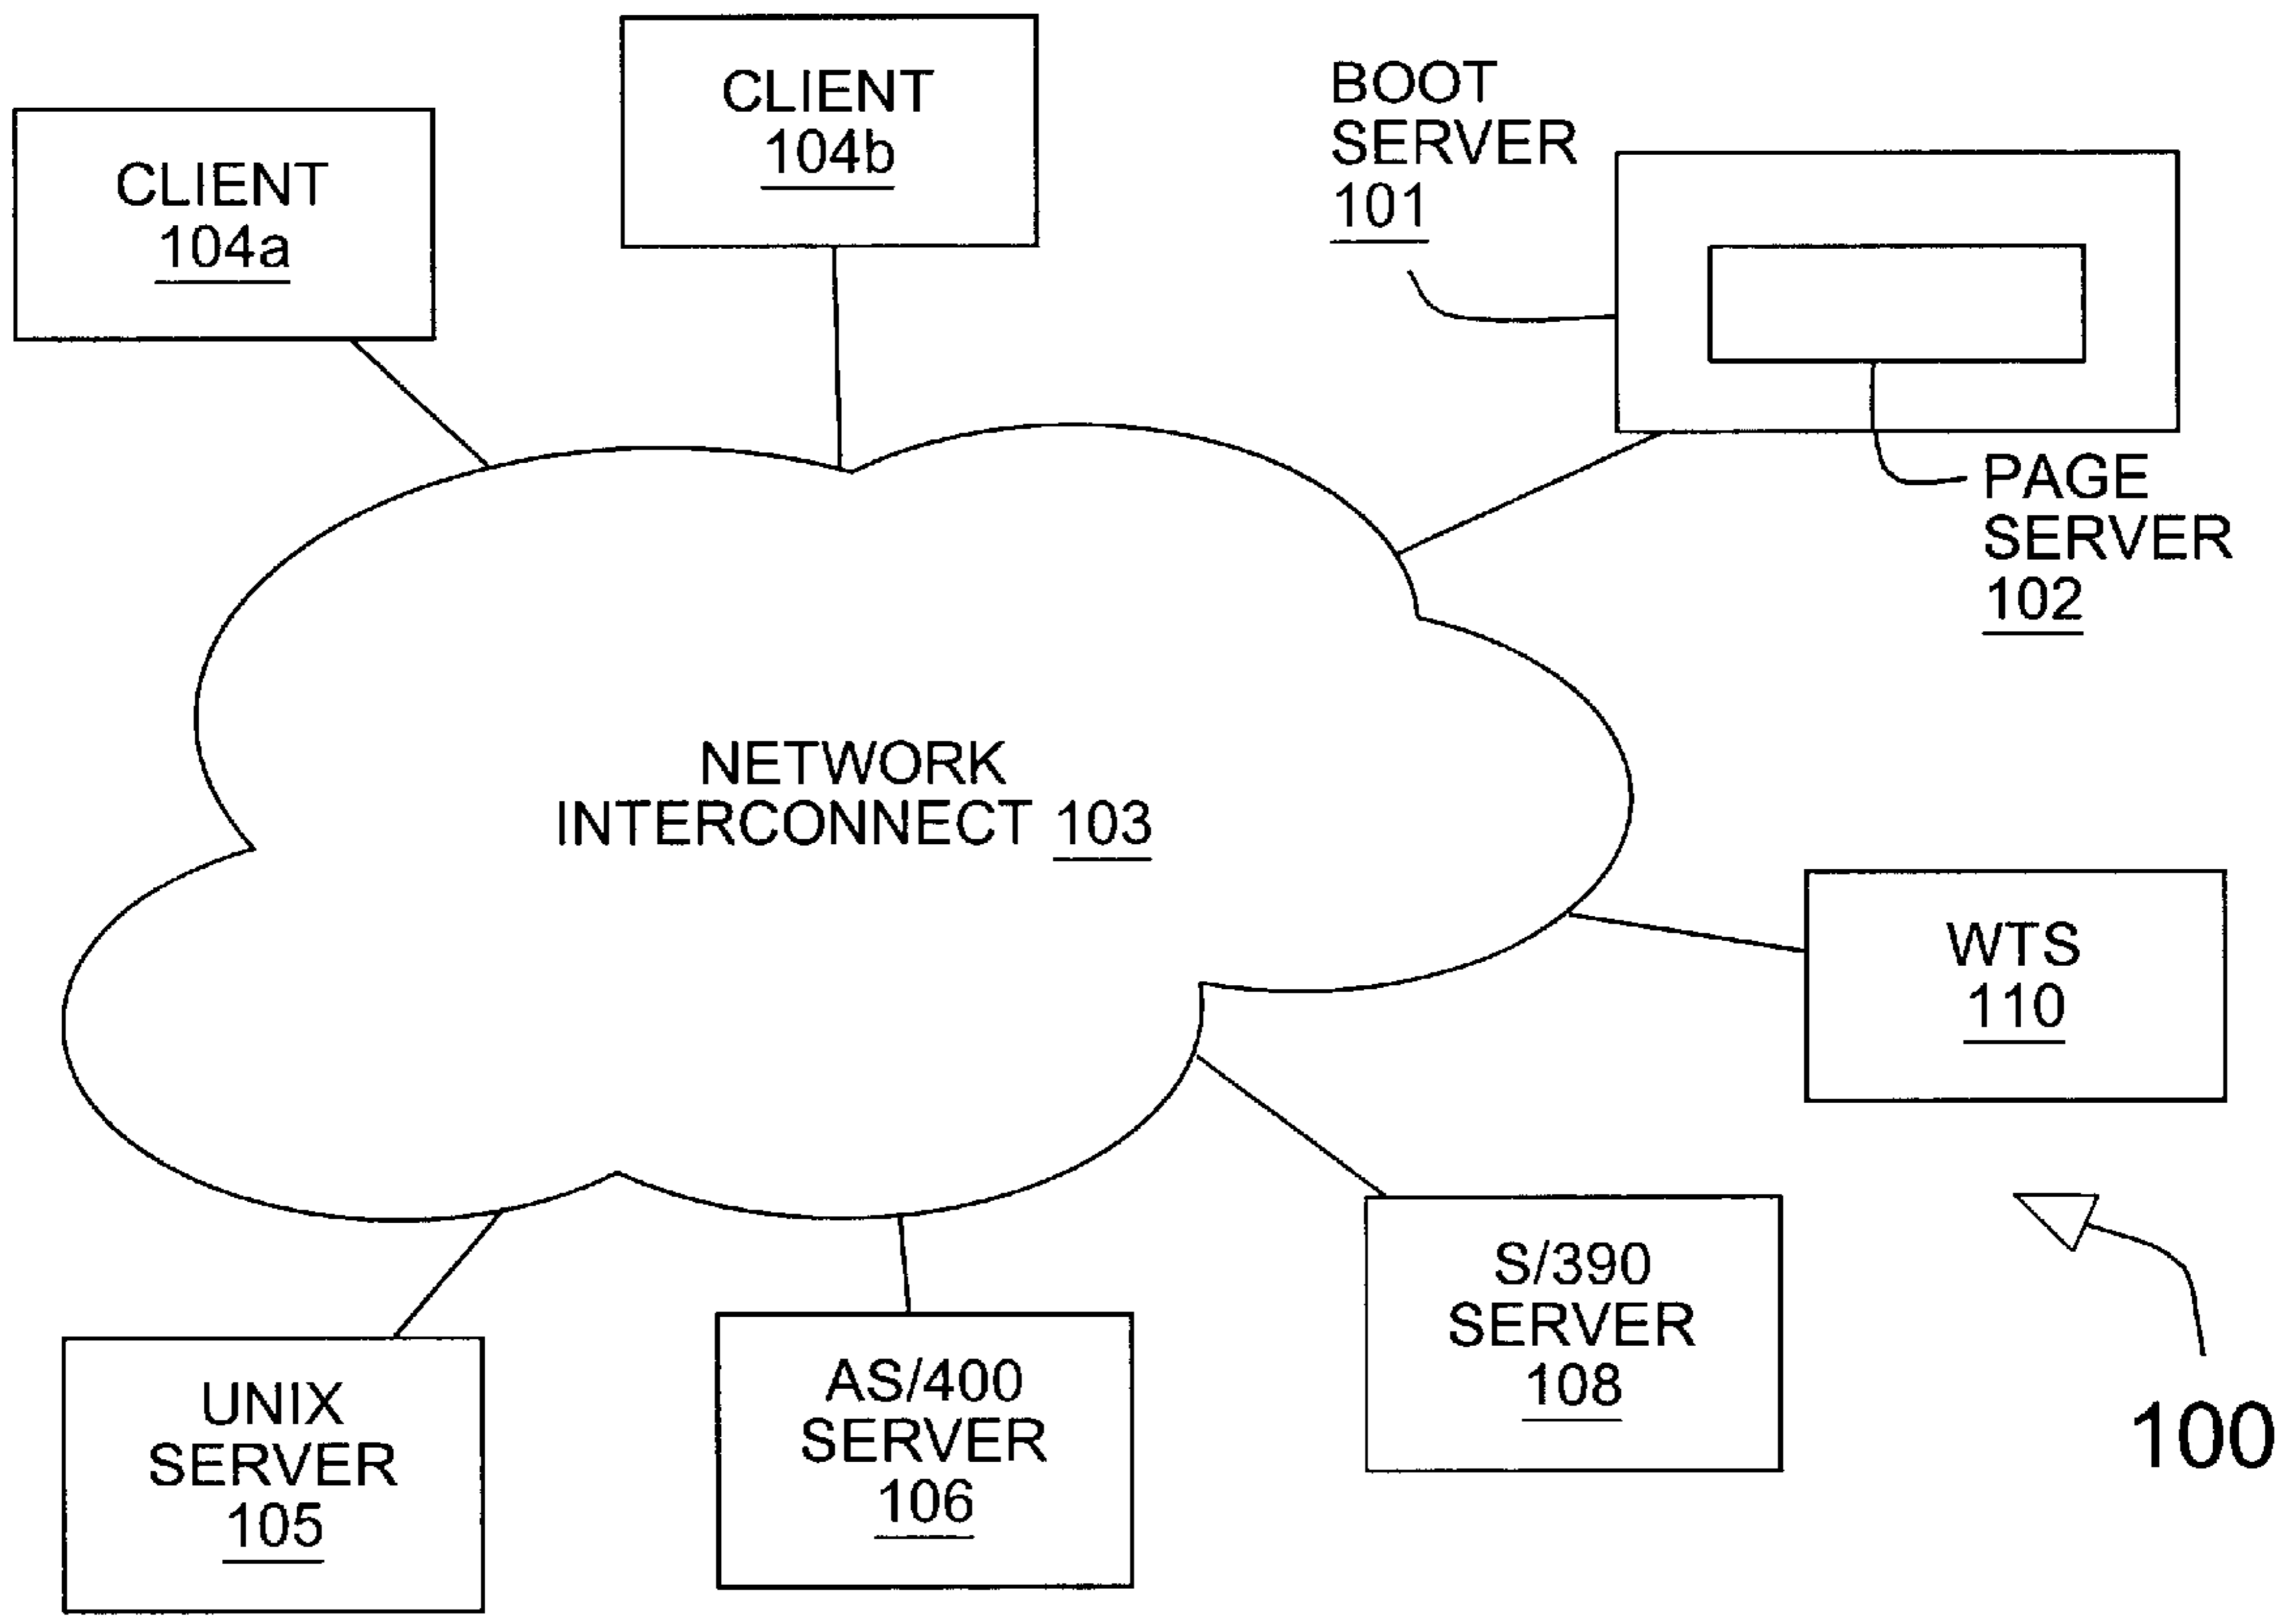 CLIENT
104a
CLIENT
104b
BOOT
SERVER
101
PAGE
SERVER
102
NETWORK
INTERCONNECT 103
WTS
110
S/390
SERVER
108
AS/400
SERVER
106
UNIX
SERVER
105
100